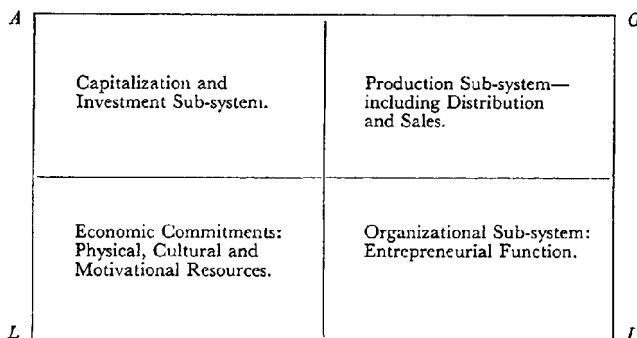 A G
Capitalization and
Investment Sub-system.
Production Sub-system—
including Distribution
and Sales.
Economic Commitments:
Physical, Cultural and
Motivational Resources.
Organizational Sub-system:
Entrepreneurial Function.
L I